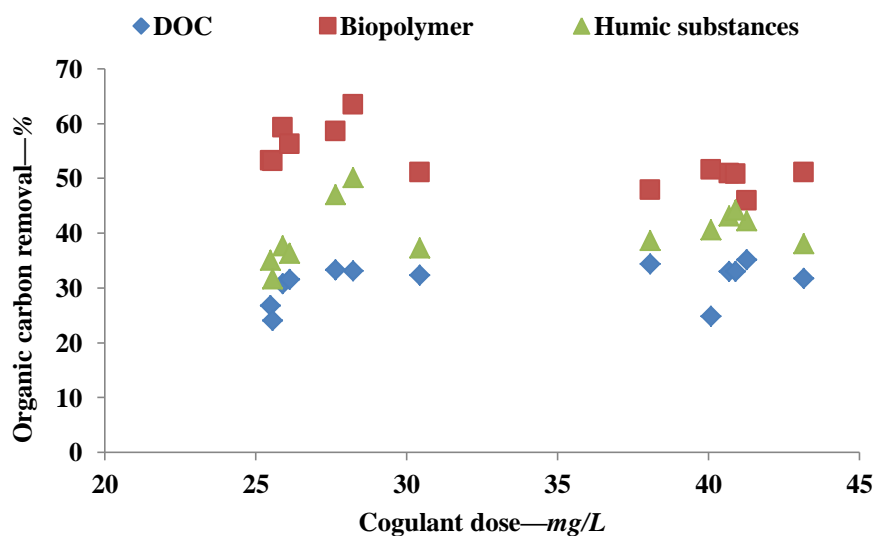 DOC Biopolymer Humic substances
70
60
50
40
30
20
10
0
Organic carbon removal—%
20 25 30 35 40 45
Cogulant dose—mg/L